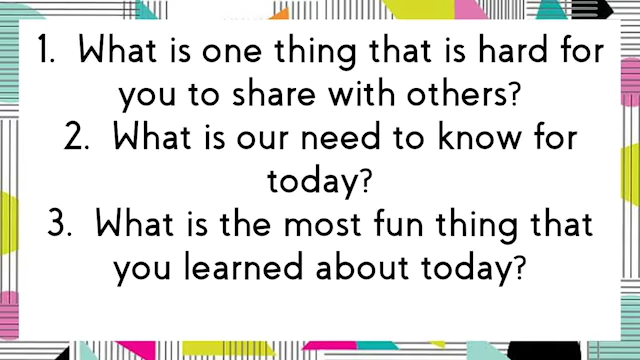 1. What is one thing that is hard for
you to share with others?
2. What is our need to know for
today?
3. What is the most fun thing that
you learned about today?